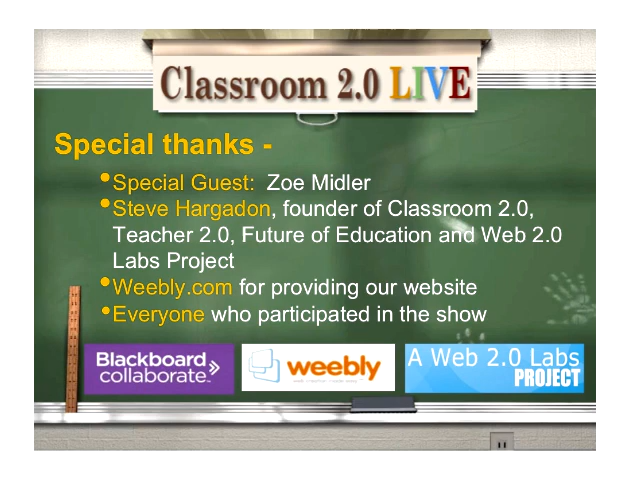 Classroom 2.0 LIVE
Special thanks -
•Special Guest:  Zoe Midler
•Steve Hargadon, founder of Classroom 2.0,
Teacher 2.0, Future of Education and Web 2.0
Labs Project
•Weebly.com for providing our website
•Everyone who participated in the show
Blackboard
collaborate™
weebly
A Web 2.0 Labs
PROJECT